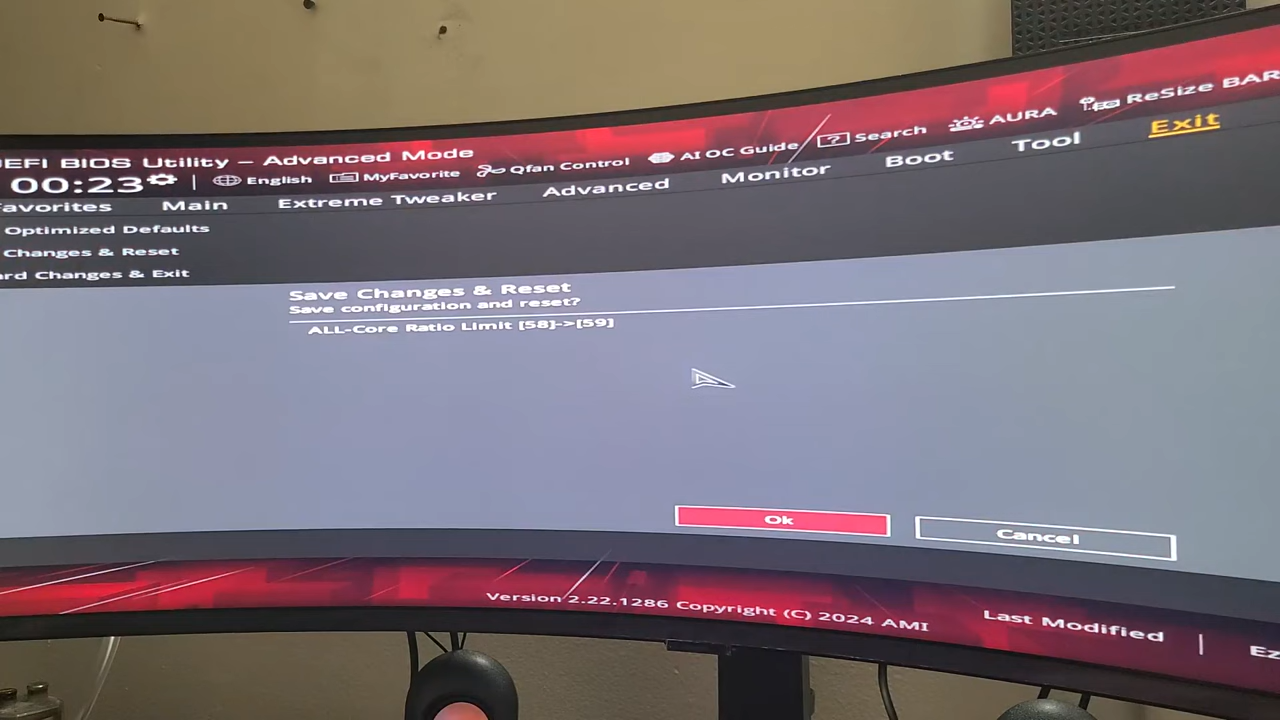 UEFI BIOS Utility – Advanced Mode
00:23 English MyFavorite Qfan Control AI OC Guide Search AURA ReSize BAR
Favorites Main Extreme Tweaker Advanced Monitor Boot Tool Exit
Optimized Defaults
Changes & Reset
ard Changes & Exit
Save Changes & Reset
Save configuration and reset?
ALL-Core Ratio Limit [58]->[59]
Ok Cancel
Version 2.22.1286 Copyright (C) 2024 AMI
Last Modified | Ez